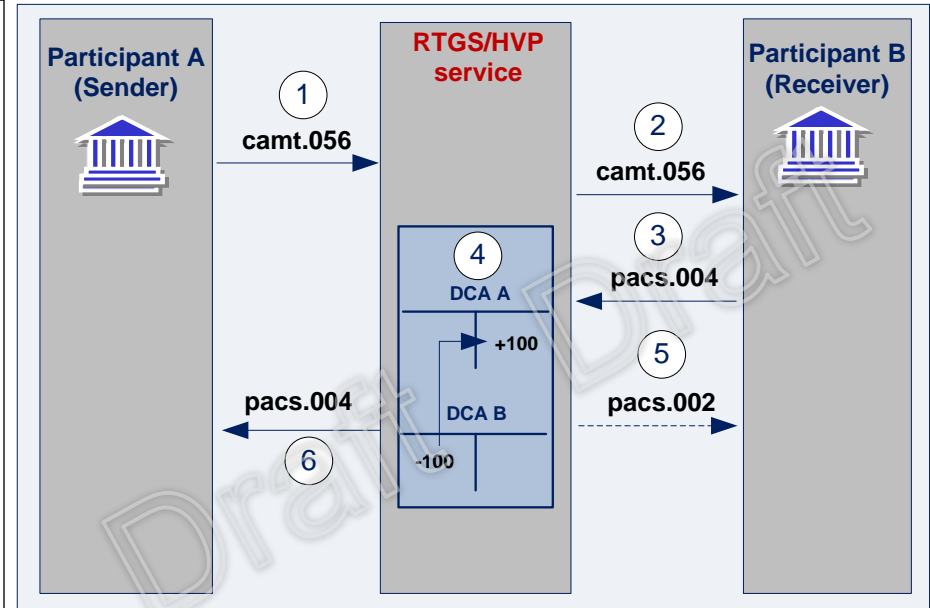 Participant A
(Sender)
RTGS/HVP
service
Participant B
(Receiver)
1
camt.056
2
camt.056
3
pacs.004
4
DCA A
+100
5
pacs.002
pacs.004
6
DCA B
-100
Draft
Draft